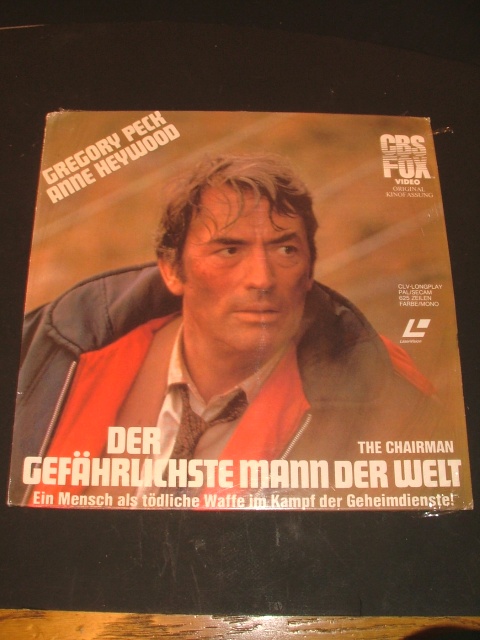 GREGORY PECK
ANNE HEYWOOD
CBS
FOX
VIDEO
ORIGINAL
KINOFASSUNG
CLV-LONGPLAY
PAL/SECAM
625 ZEILEN
FARBE/MONO
LaserVision
DER
THE CHAIRMAN
GEFÄHRLICHSTE MANN DER WELT
Ein Mensch als tödliche Waffe im Kampf der Geheimdienste!